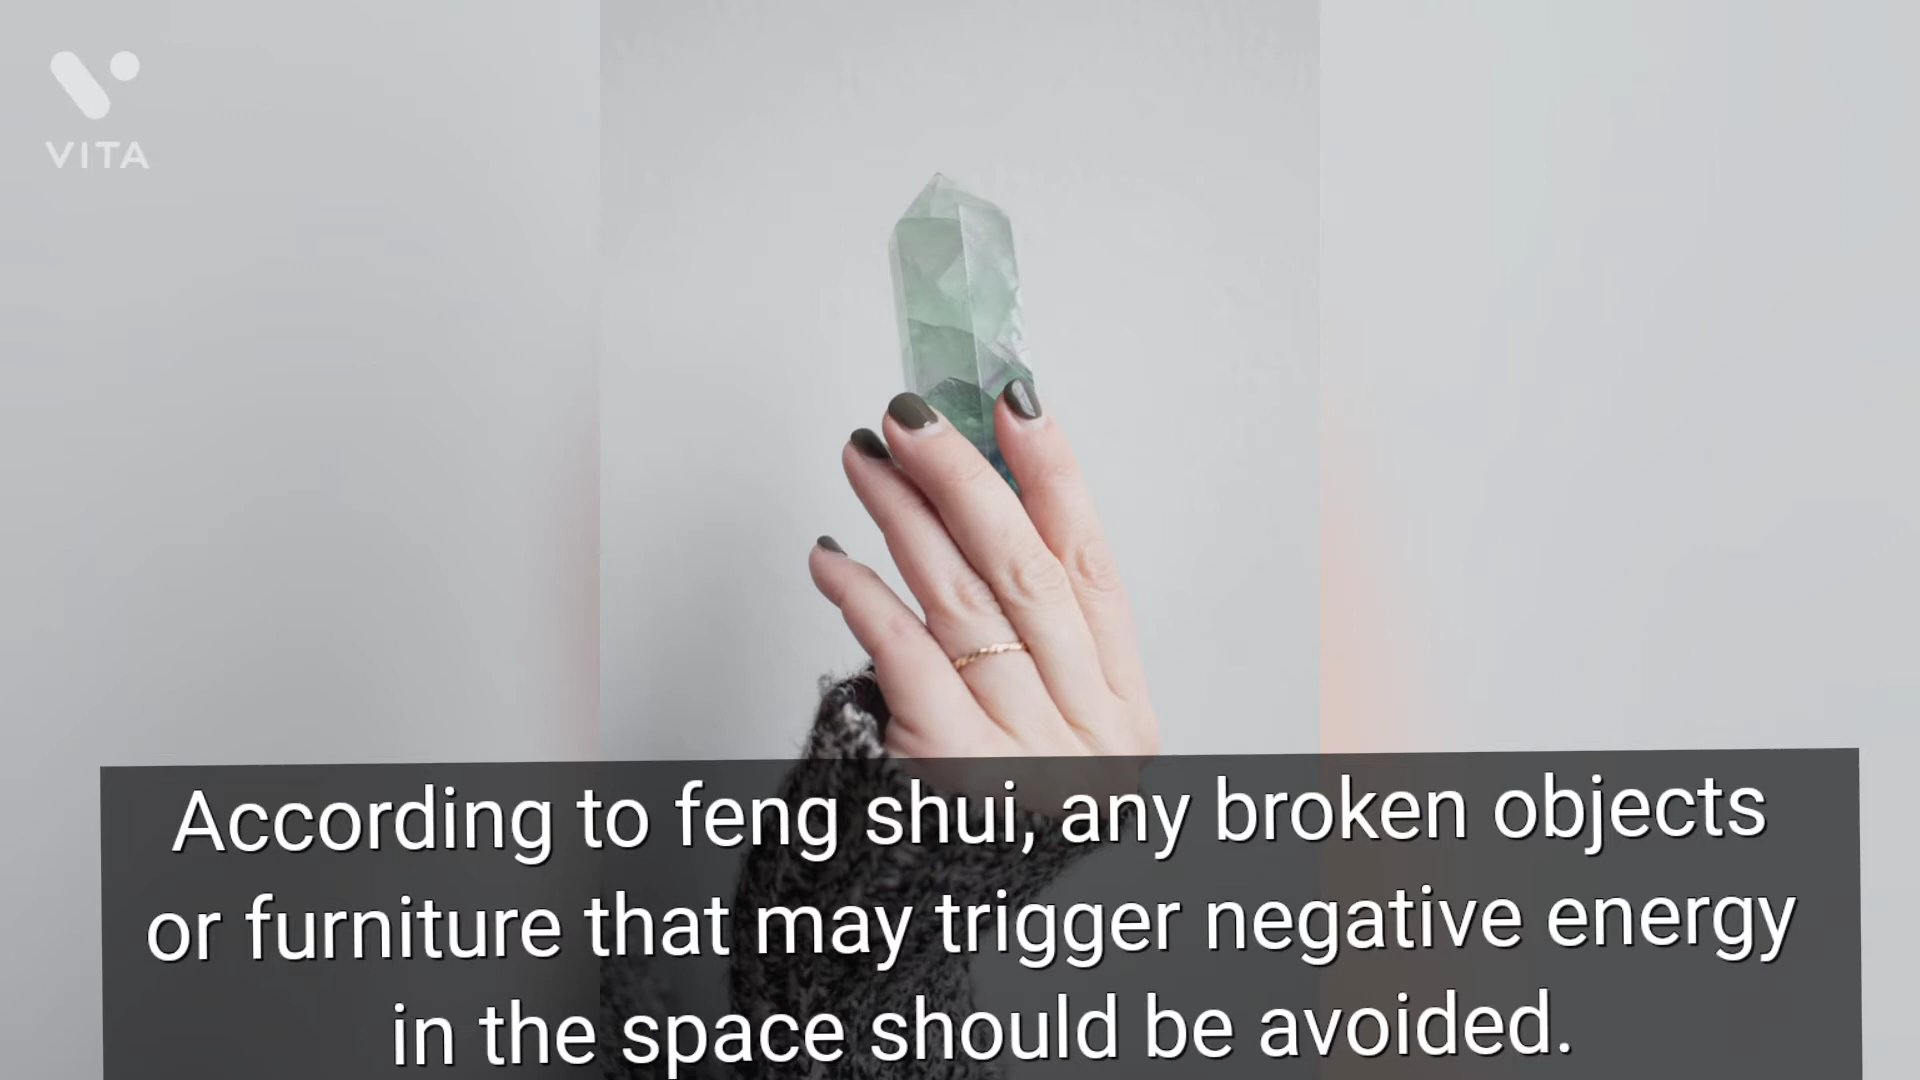 VITA
According to feng shui, any broken objects
or furniture that may trigger negative energy
in the space should be avoided.